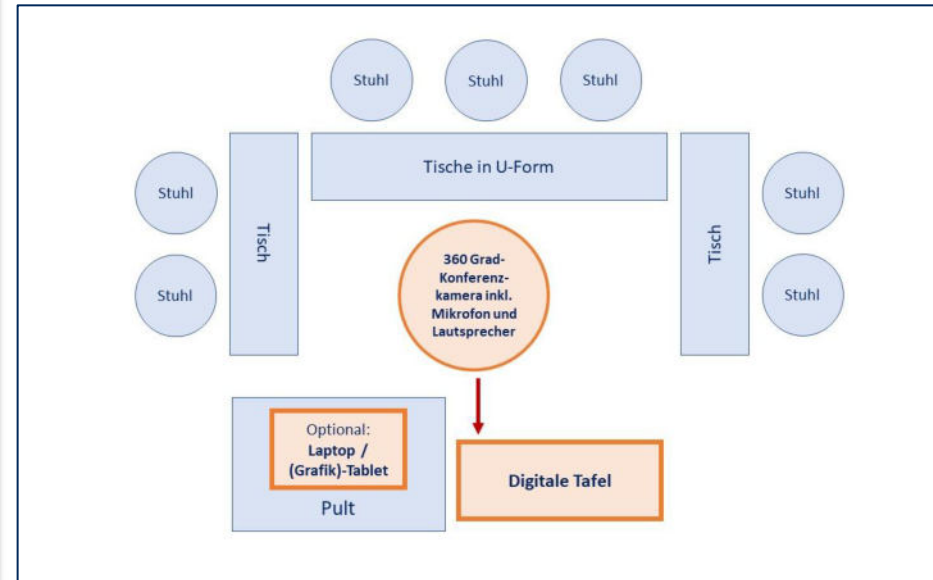 Stuhl
Stuhl
Stuhl
Tische in U-Form
Stuhl
Stuhl
Tisch
Tisch
Stuhl
Stuhl
360 Grad-
Konferenz-
kamera inkl.
Mikrofon und
Lautsprecher
Optional:
Laptop /
(Grafik)-Tablet
Pult
Digitale Tafel